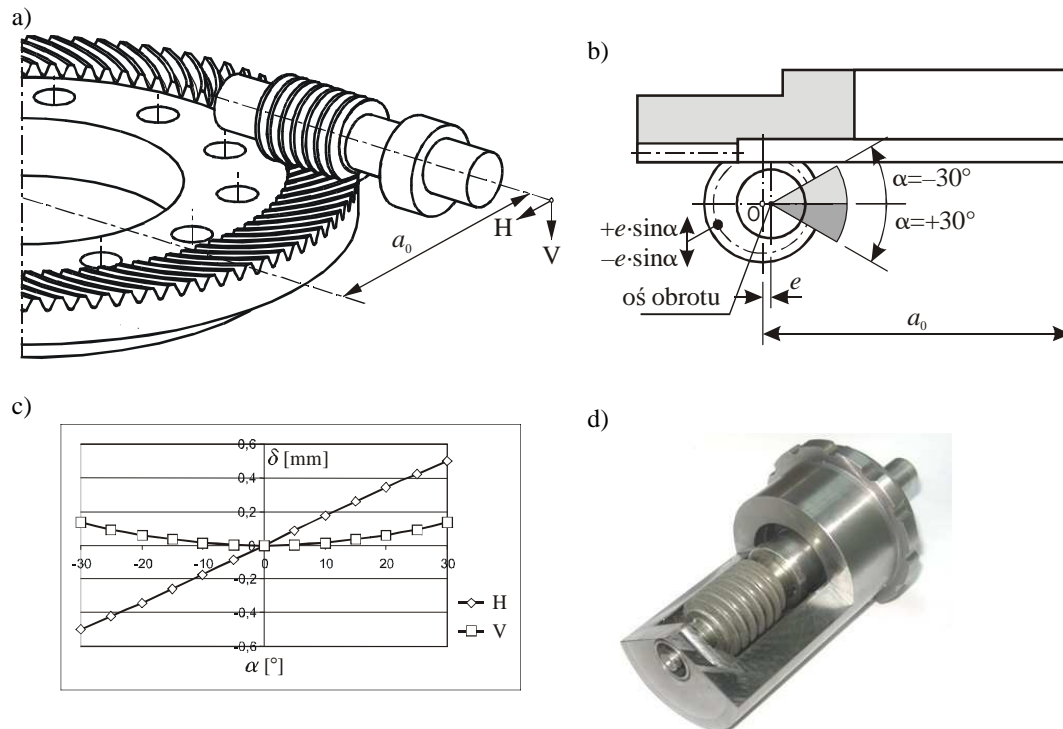 a)
H
V
a₀
b)
α=–30°
α=+30°
O
+e·sinα
–e·sinα
oś obrotu
e
a₀
c)
δ [mm]
0,6
0,4
0,2
0
-0,2
-0,4
-0,6
-30 -20 -10 0 10 20 30
H
V
α [°]
d)